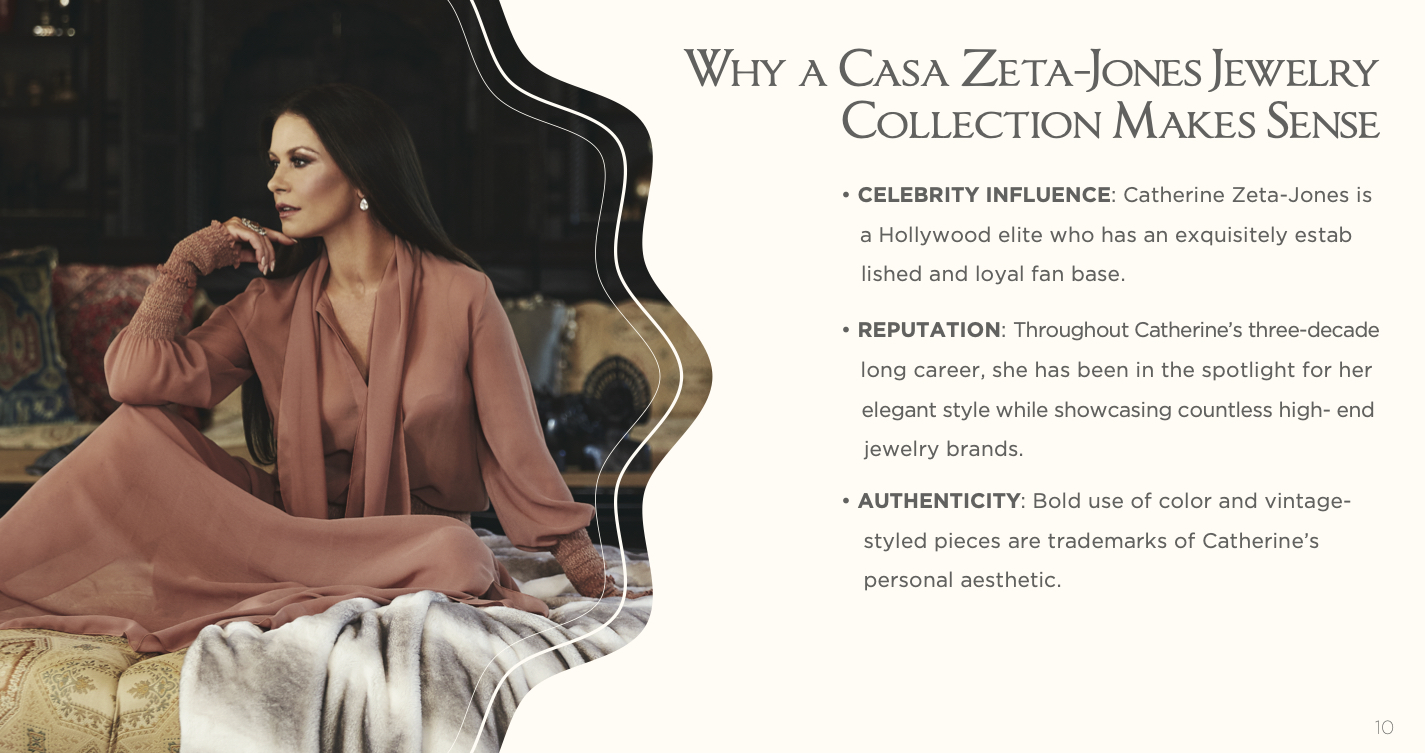 Why a Casa Zeta-Jones Jewelry
Collection Makes Sense
• CELEBRITY INFLUENCE: Catherine Zeta-Jones is
a Hollywood elite who has an exquisitely estab
lished and loyal fan base.
• REPUTATION: Throughout Catherine’s three-decade
long career, she has been in the spotlight for her
elegant style while showcasing countless high- end
jewelry brands.
• AUTHENTICITY: Bold use of color and vintage-
styled pieces are trademarks of Catherine’s
personal aesthetic.
10